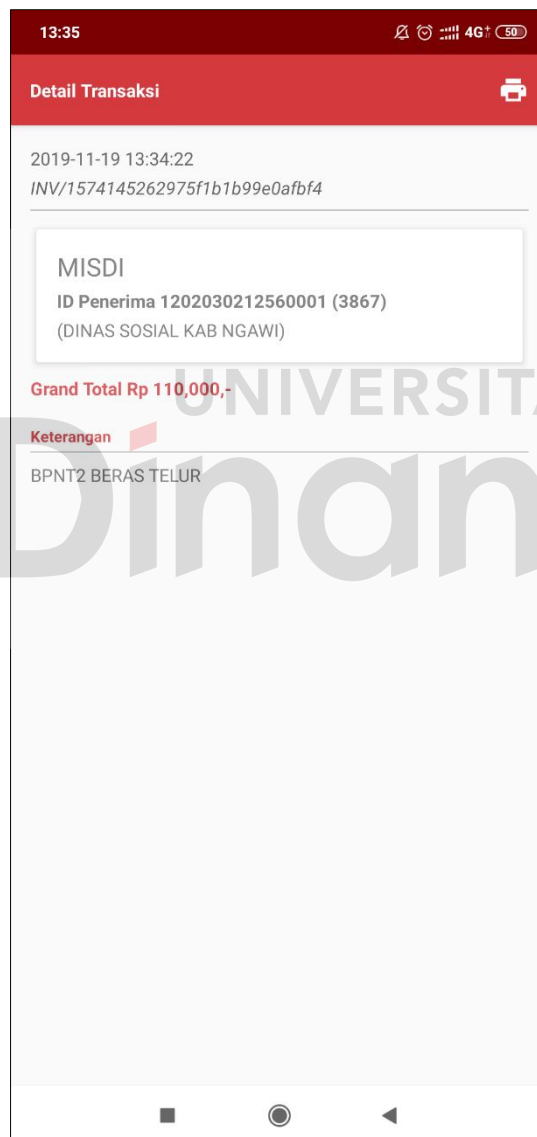 13:35
4G+ 50
Detail Transaksi
2019-11-19 13:34:22
INV/1574145262975f1b1b99e0afbf4
MISDI
ID Penerima 1202030212560001 (3867)
(DINAS SOSIAL KAB NGAWI)
Grand Total Rp 110,000,-
UNIVERSITA
Keterangan
BPNT2 BERAS TELUR
Dinam